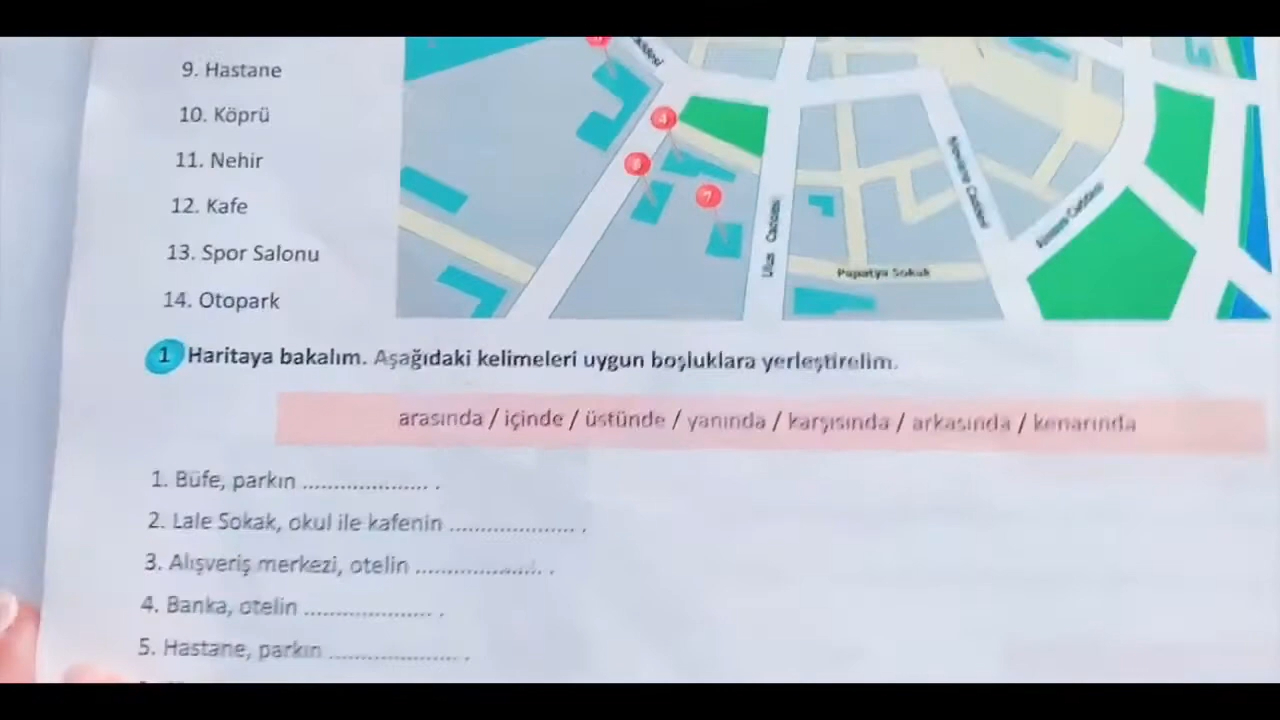 9. Hastane
10. Köprü
11. Nehir
12. Kafe
13. Spor Salonu
14. Otopark
4
7
Ulus Caddesi
Papatya Sokak
1 Haritaya bakalım. Aşağıdaki kelimeleri uygun boşluklara yerleştirelim.
arasında / içinde / üstünde / yanında / karşısında / arkasında / kenarında
1. Büfe, parkın ..................... .
2. Lale Sokak, okul ile kafenin ..................... .
3. Alışveriş merkezi, otelin ..................... .
4. Banka, otelin ..................... .
5. Hastane, parkın ..................... .